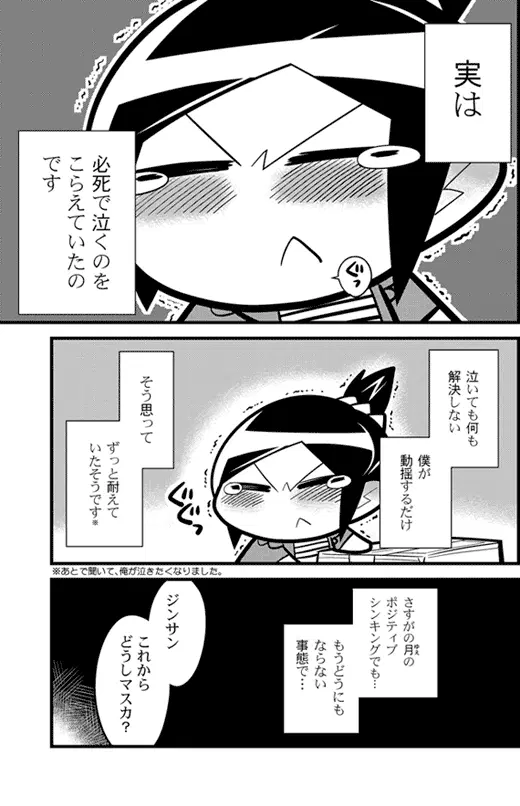 実は
必死で泣くのを
こらえていたの
です
ぐっ
泣いても何も
解決しない
僕が
動揺するだけ
そう思って
ずっと耐えて
いたそうです※
ぐぐぐ
※あとで聞いて、俺が泣きたくなりました。
さすがの月の
ポジティブ
シンキングでも…
もうどうにも
ならない
事態で…
ジンサン
これから
どうしマスカ?